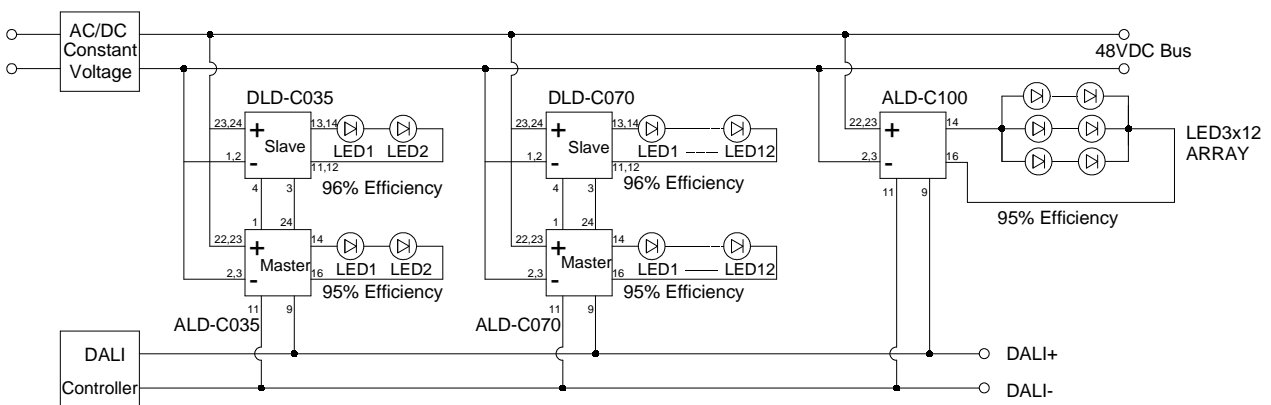 AC/DC
Constant
Voltage
48VDC Bus
DLD-C035
23,24
+
Slave
-
1,2
13,14
11,12
LED1 LED2
4 3
96% Efficiency
1 24
22,23
+
Master
-
2,3
14
16
LED1 LED2
95% Efficiency
11 9
ALD-C035
DLD-C070
23,24
+
Slave
-
1,2
13,14
11,12
LED1 LED12
4 3
96% Efficiency
1 24
22,23
+
Master
-
2,3
14
16
LED1 LED12
95% Efficiency
11 9
ALD-C070
ALD-C100
22,23
+
-
2,3
14
16
11 9
LED3x12
ARRAY
95% Efficiency
DALI
Controller
DALI+
DALI-